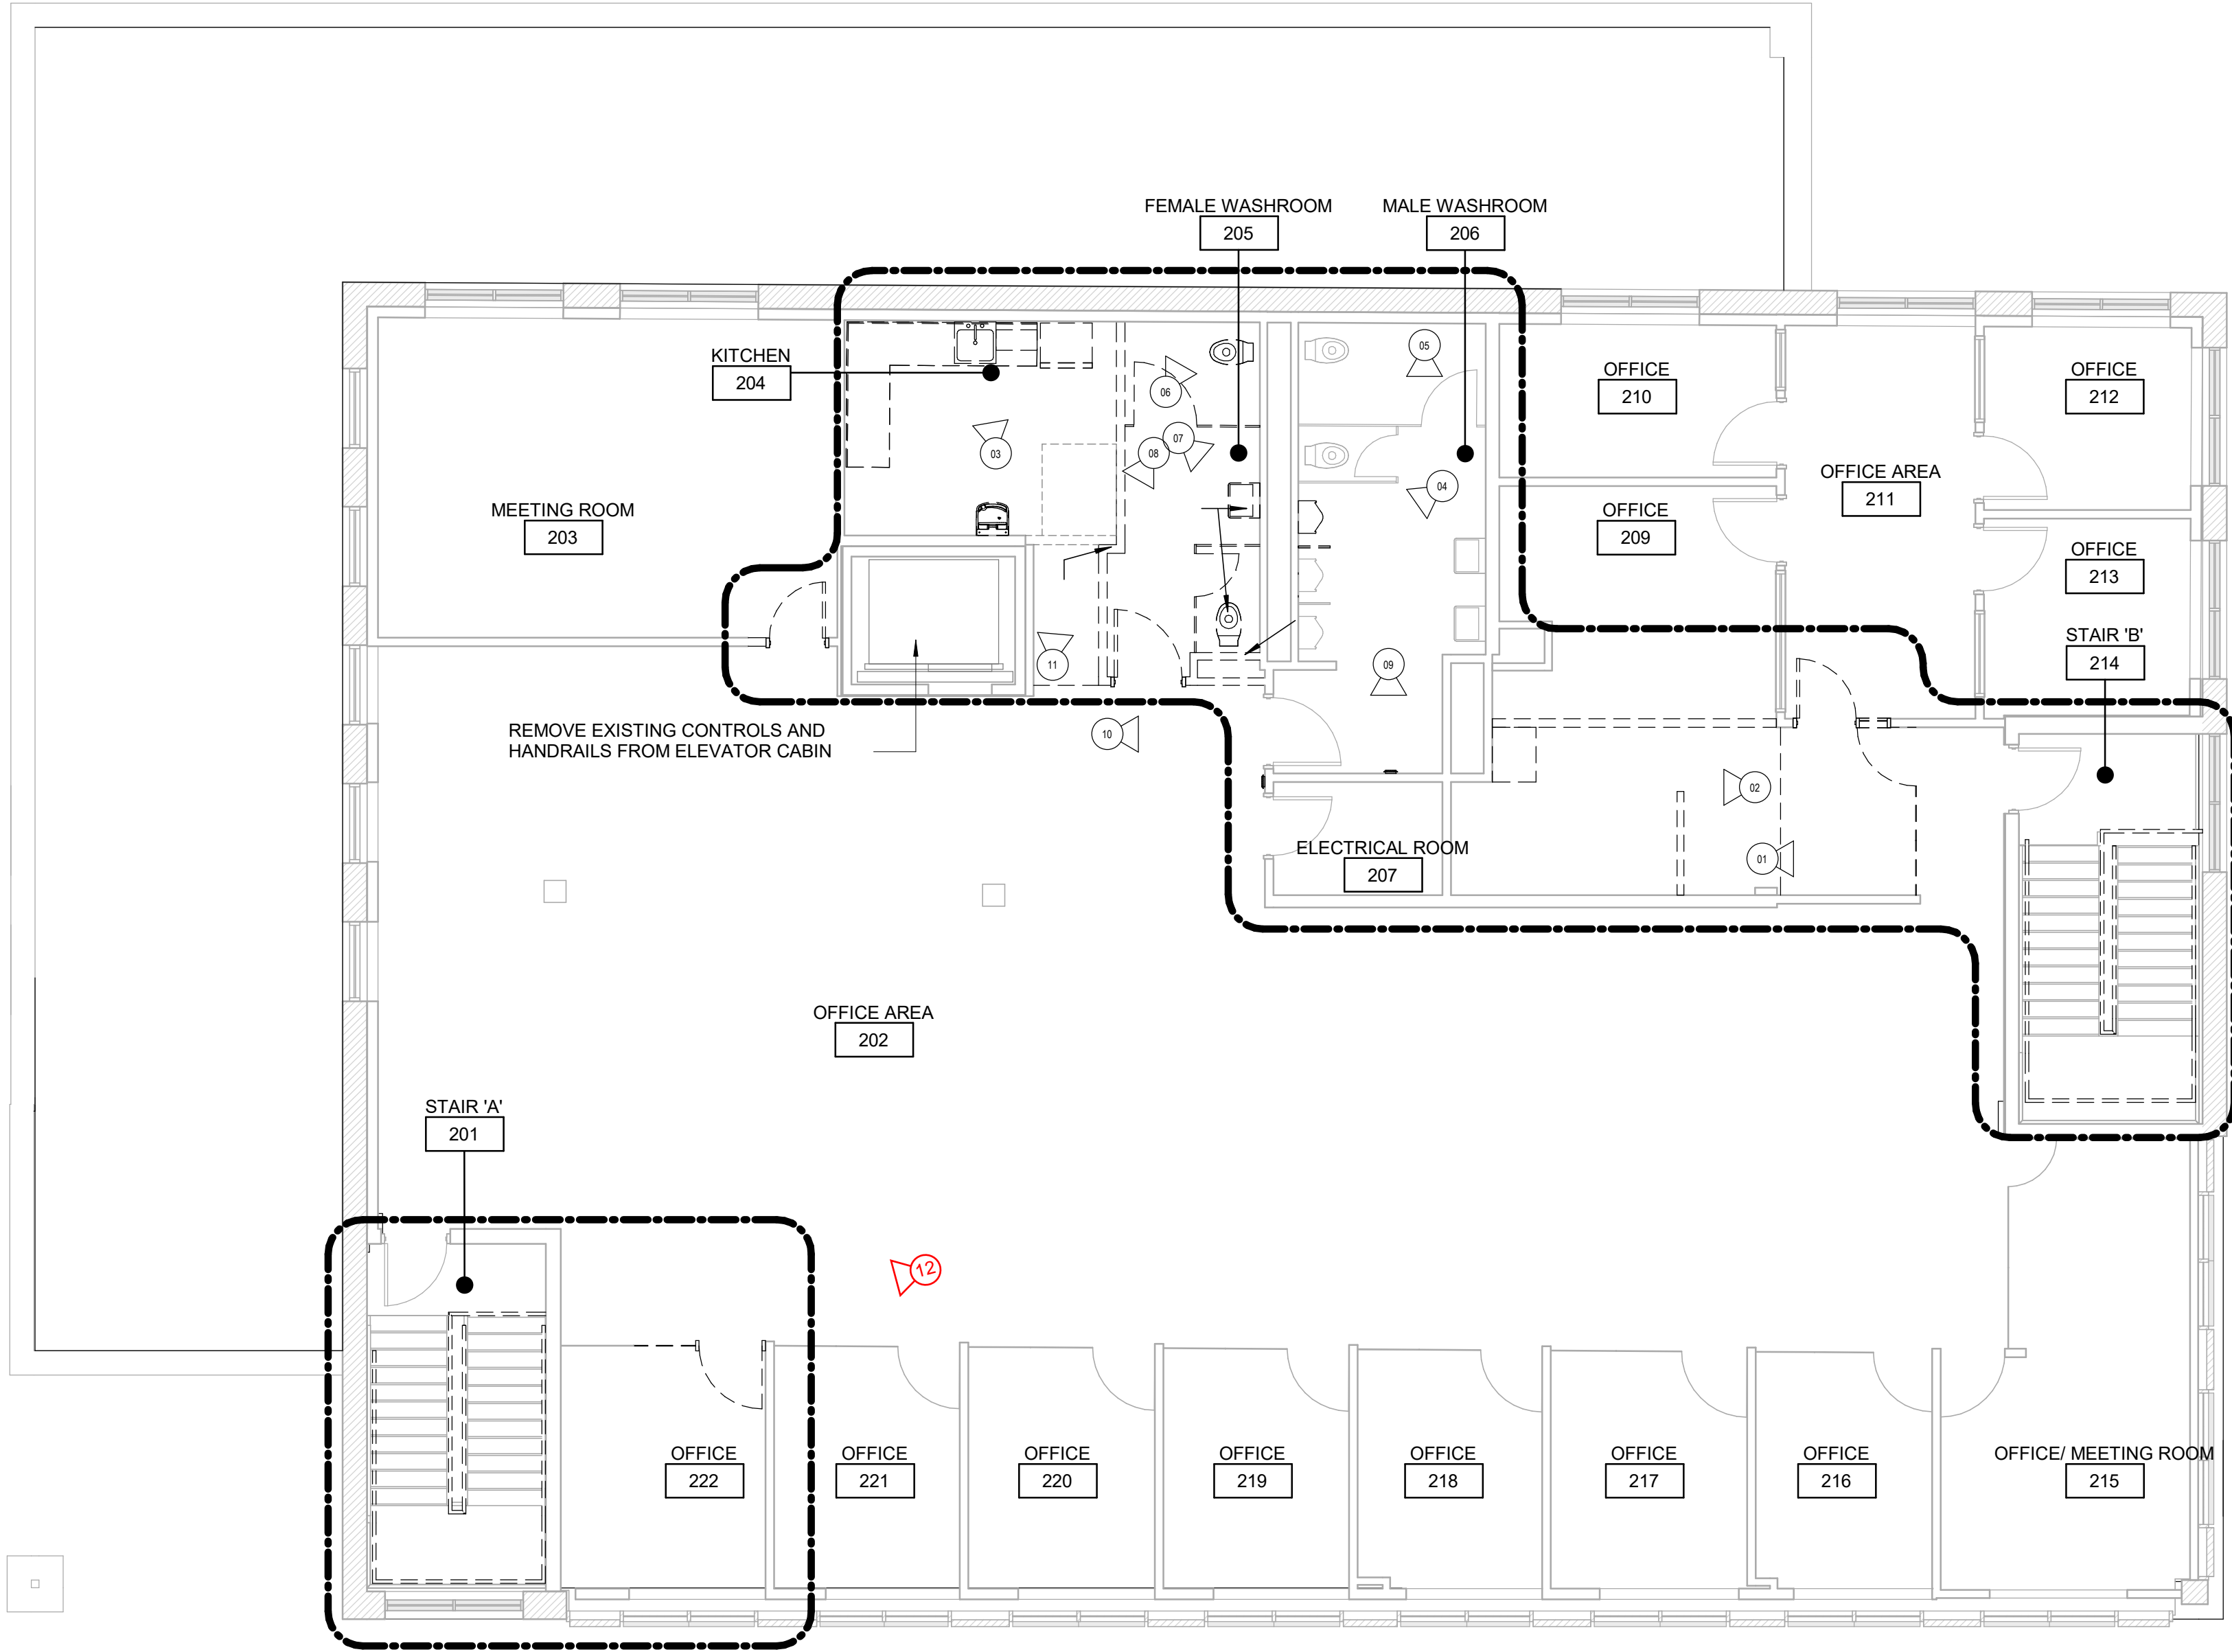 FEMALE WASHROOM
205
MALE WASHROOM
206
KITCHEN
204
05
06
OFFICE
210
OFFICE
212
03
08
07
04
OFFICE AREA
211
MEETING ROOM
203
OFFICE
209
OFFICE
213
STAIR 'B'
214
11
09
REMOVE EXISTING CONTROLS AND
HANDRAILS FROM ELEVATOR CABIN
10
02
01
ELECTRICAL ROOM
207
OFFICE AREA
202
STAIR 'A'
201
12
OFFICE
222
OFFICE
221
OFFICE
220
OFFICE
219
OFFICE
218
OFFICE
217
OFFICE
216
OFFICE/ MEETING ROOM
215